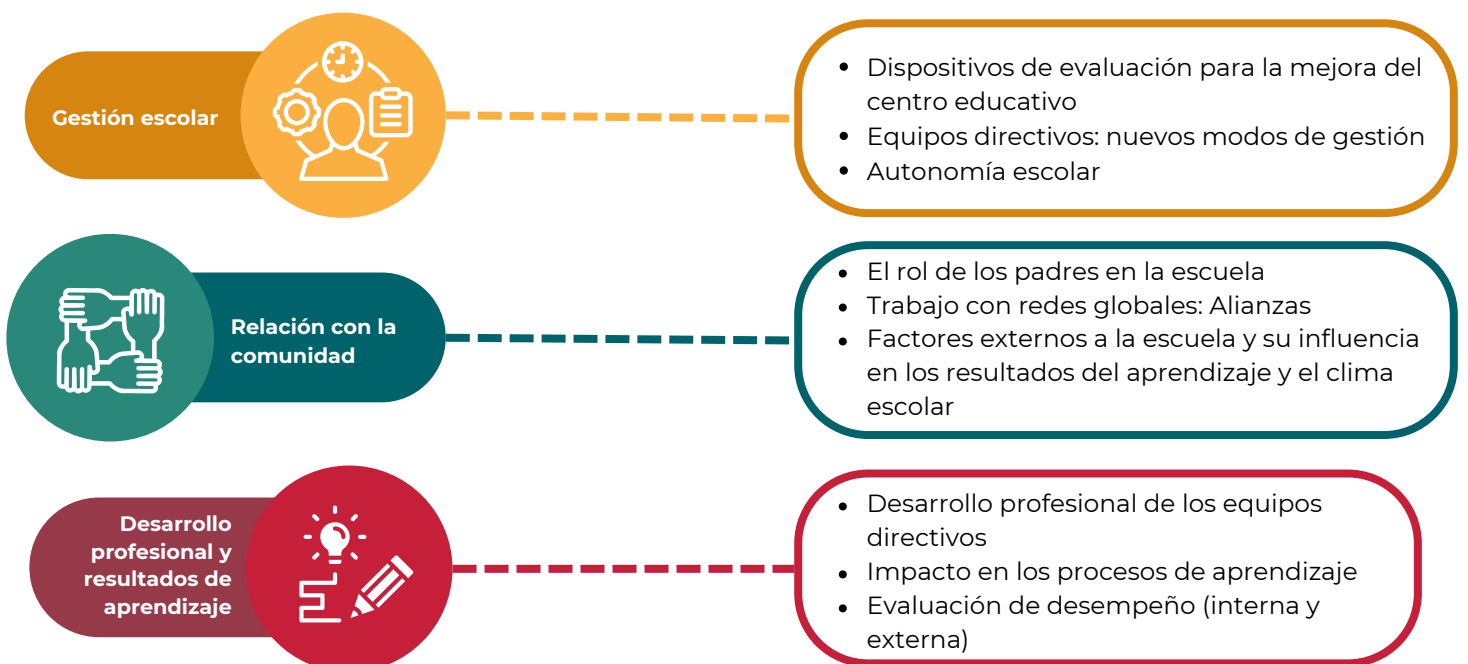 Gestión escolar
• Dispositivos de evaluación para la mejora del
centro educativo
• Equipos directivos: nuevos modos de gestión
• Autonomía escolar
Relación con la
comunidad
• El rol de los padres en la escuela
• Trabajo con redes globales: Alianzas
• Factores externos a la escuela y su influencia
en los resultados del aprendizaje y el clima
escolar
Desarrollo
profesional y
resultados de
aprendizaje
• Desarrollo profesional de los equipos
directivos
• Impacto en los procesos de aprendizaje
• Evaluación de desempeño (interna y
externa)